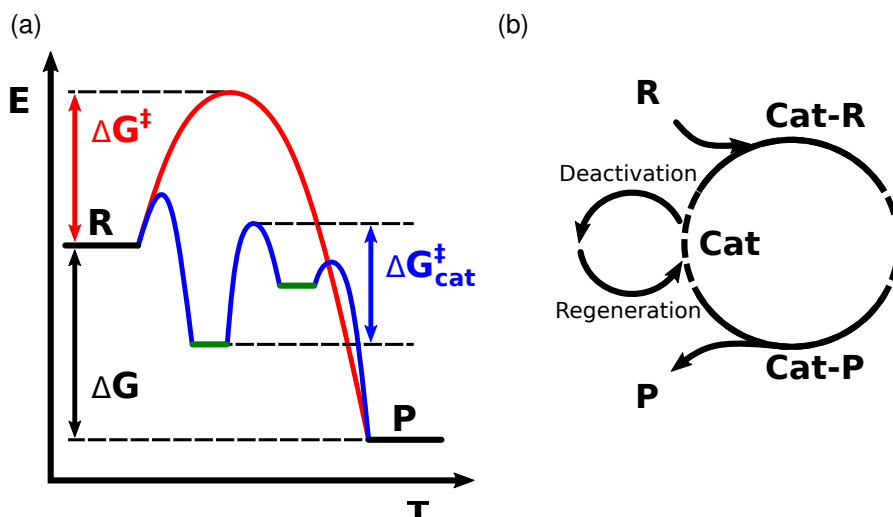 (a)
(b)
E
ΔG‡
R
ΔG‡cat
ΔG
P
T
R
Cat-R
Deactivation
Cat
Regeneration
Cat-P
P